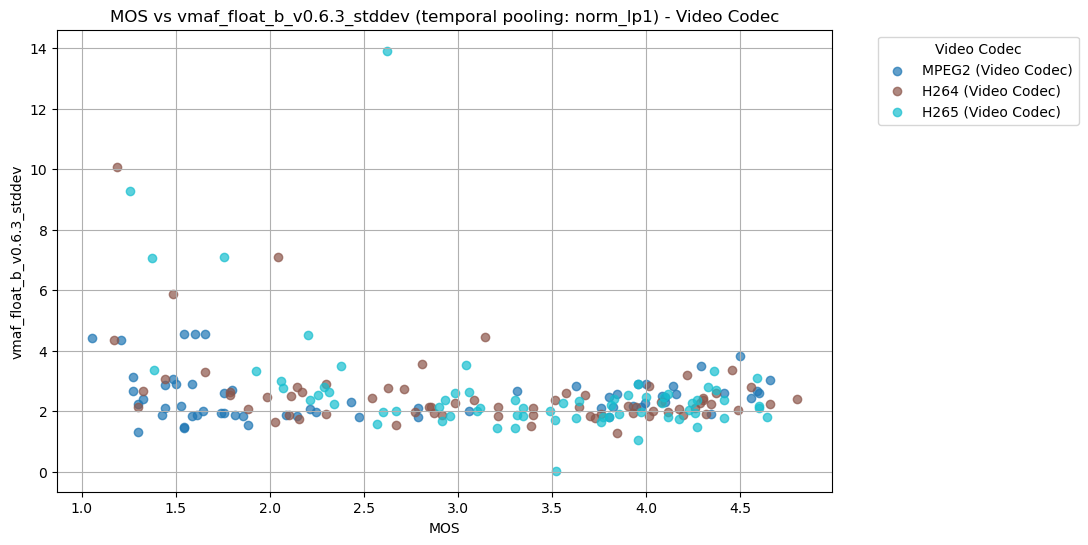 MOS vs vmaf_float_b_v0.6.3_stddev (temporal pooling: norm_lp1) - Video Codec
Video Codec
MPEG2 (Video Codec)
H264 (Video Codec)
H265 (Video Codec)
vmaf_float_b_v0.6.3_stddev
14
12
10
8
6
4
2
0
1.0 1.5 2.0 2.5 3.0 3.5 4.0 4.5
MOS